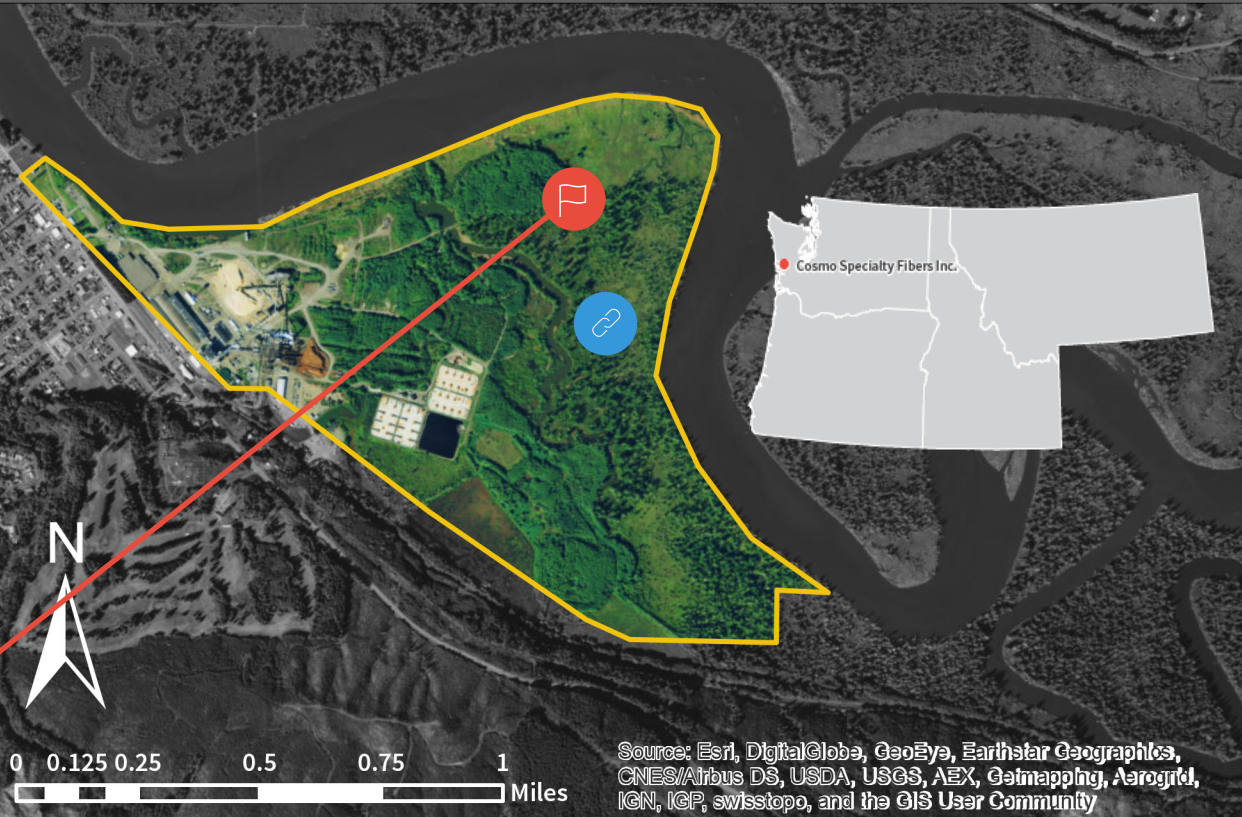 Cosmo Specialty Fibers Inc.
N
0 0.125 0.25 0.5 0.75 1
Miles
Source: Esri, DigitalGlobe, GeoEye, Earthstar Geographics,
CNES/Airbus DS, USDA, USGS, AEX, Getmapping, Aerogrid,
IGN, IGP, swisstopo, and the GIS User Community